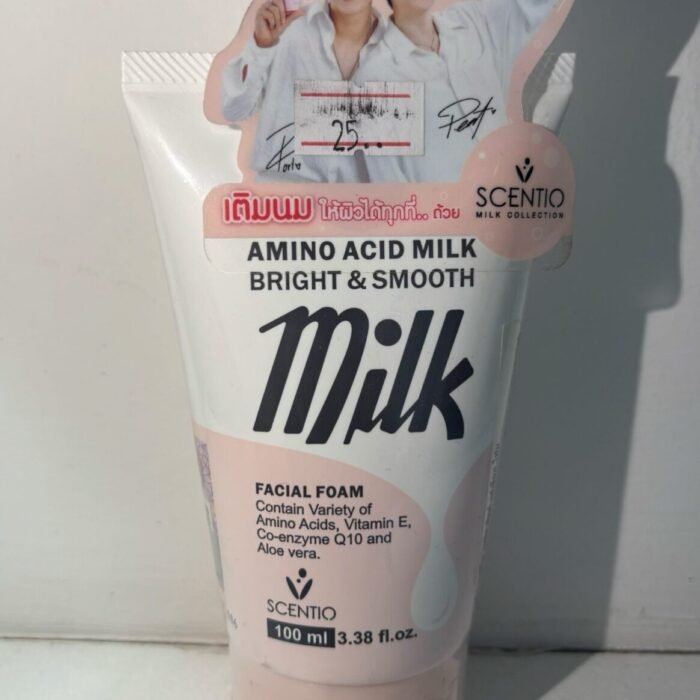 25..
SCENTIO
MILK COLLECTION
เติมนม ให้ผิวได้ทุกที่.. ด้วย
AMINO ACID MILK
BRIGHT & SMOOTH
milk
FACIAL FOAM
Contain Variety of
Amino Acids, Vitamin E,
Co-enzyme Q10 and
Aloe vera.
SCENTIO
100 ml 3.38 fl.oz.